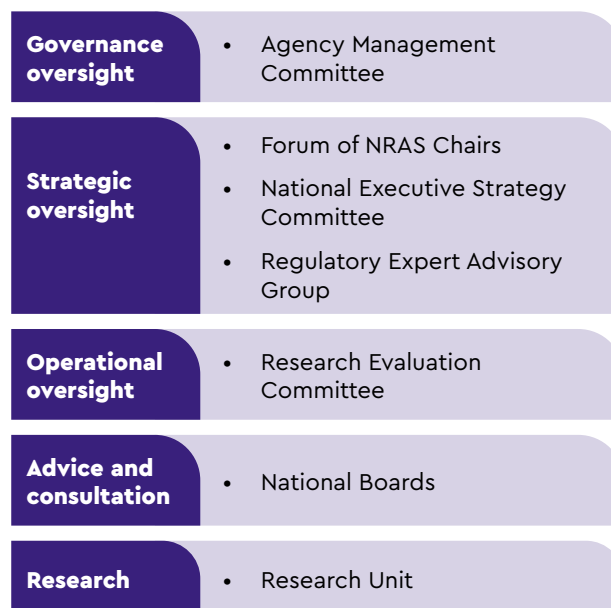 Governance
oversight
• Agency Management
Committee
Strategic
oversight
• Forum of NRAS Chairs
• National Executive Strategy
Committee
• Regulatory Expert Advisory
Group
Operational
oversight
• Research Evaluation
Committee
Advice and
consultation
• National Boards
Research
• Research Unit